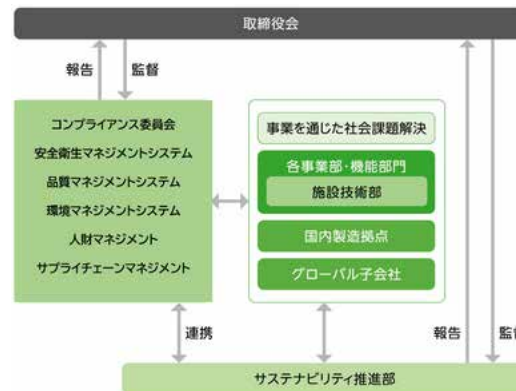 取締役会
報告
監督
コンプライアンス委員会
安全衛生マネジメントシステム
品質マネジメントシステム
環境マネジメントシステム
人財マネジメント
サプライチェーンマネジメント
事業を通じた社会課題解決
各事業部・機能部門
施設技術部
国内製造拠点
グローバル子会社
連携
報告
監
サステナビリティ推進部